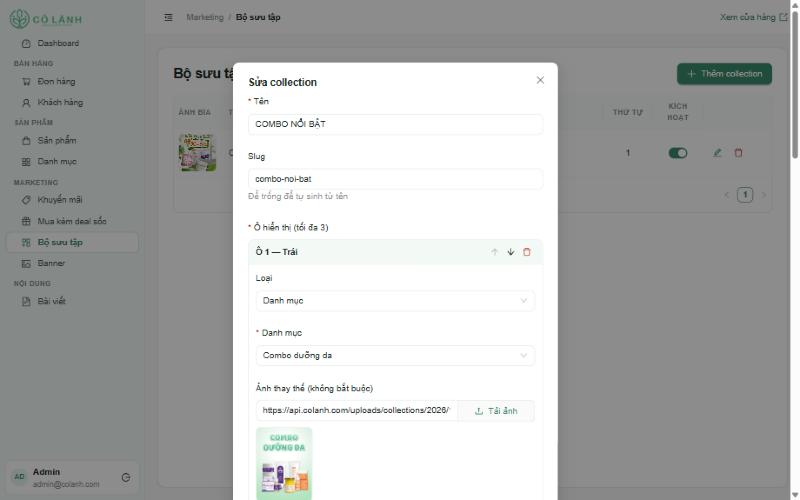 CỎ LÀNH
Marketing / Bộ sưu tập
Xem cửa hàng
Dashboard
BÁN HÀNG
Đơn hàng
Khách hàng
SẢN PHẨM
Sản phẩm
Danh mục
MARKETING
Khuyến mãi
Mua kèm deal sốc
Bộ sưu tập
Banner
NỘI DUNG
Bài viết
AD
Admin
admin@colanh.com
Bộ sưu tậ
Thêm collection
ẢNH BÌA
T
THỨ TỰ
KÍCH HOẠT
C
1
1
Sửa collection
* Tên
COMBO NỔI BẬT
Slug
combo-noi-bat
Để trống để tự sinh từ tên
* Ô hiển thị (tối đa 3)
Ô 1 — Trái
Loại
Danh mục
* Danh mục
Combo dưỡng da
Ảnh thay thế (không bắt buộc)
https://api.colanh.com/uploads/collections/2026/
Tải ảnh
COMBO
DƯỠNG DA